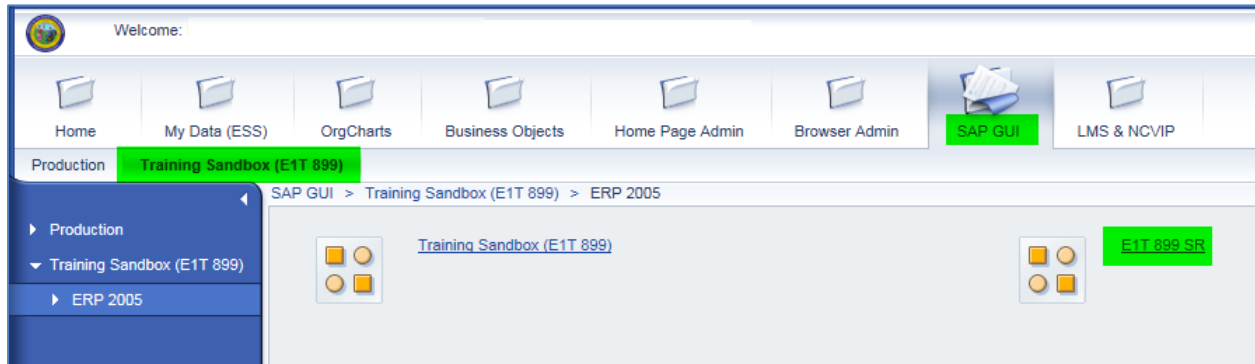 Welcome:
Home My Data (ESS) OrgCharts Business Objects Home Page Admin Browser Admin SAP GUI LMS & NCVIP
Production Training Sandbox (E1T 899)
SAP GUI > Training Sandbox (E1T 899) > ERP 2005
Production
Training Sandbox (E1T 899)
ERP 2005
Training Sandbox (E1T 899) E1T 899 SR